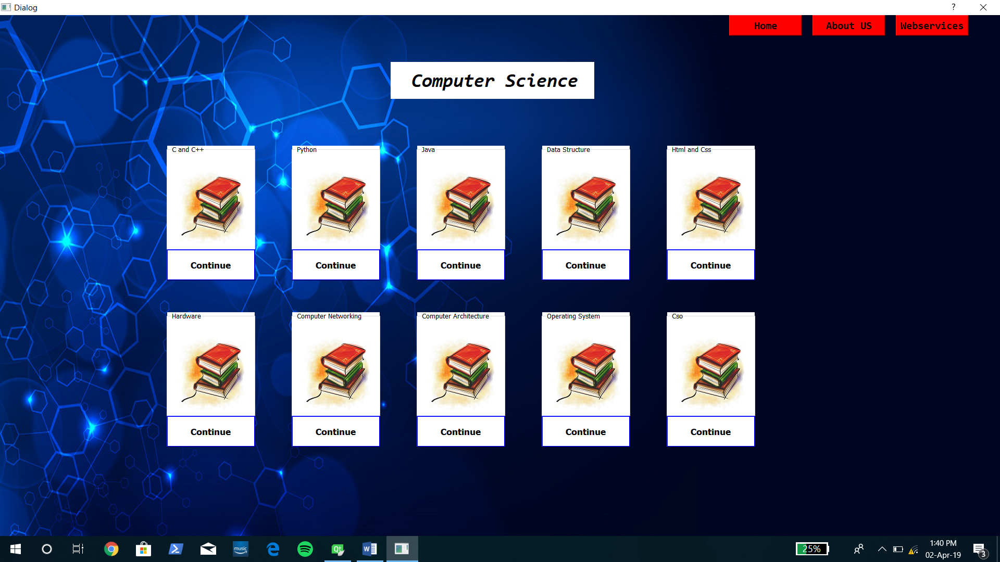 Dialog
?
Home
About US
Webservices
Computer Science
C and C++
Python
Java
Data Structure
Html and Css
Continue
Continue
Continue
Continue
Continue
Hardware
Computer Networking
Computer Architecture
Operating System
Cso
Continue
Continue
Continue
Continue
Continue
music
Qt
W
25%
1:40 PM
02-Apr-19
3